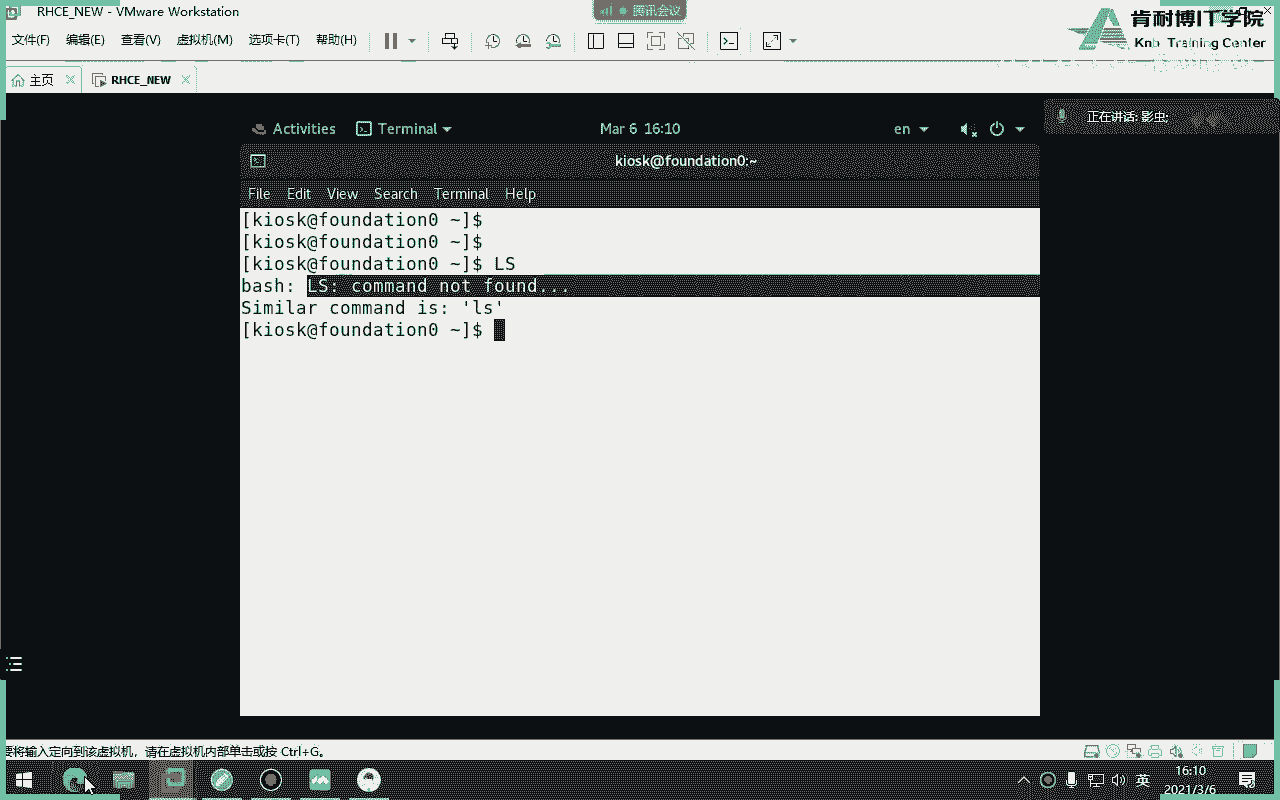 RHCE_NEW - VMware Workstation
腾讯会议
肯耐博IT学院
Knb Training Center
文件(F) 编辑(E) 查看(V) 虚拟机(M) 选项卡(T) 帮助(H)
主页 RHCE_NEW
正在讲话: 影虫;
Activities Terminal Mar 6 16:10 en
kiosk@foundation0:~
File Edit View Search Terminal Help
[kiosk@foundation0 ~]$
[kiosk@foundation0 ~]$
[kiosk@foundation0 ~]$ LS
bash: LS: command not found...
Similar command is: 'ls'
[kiosk@foundation0 ~]$
要将输入定向到该虚拟机，请在虚拟机内部单击或按 Ctrl+G。
英
16:10
2021/3/6